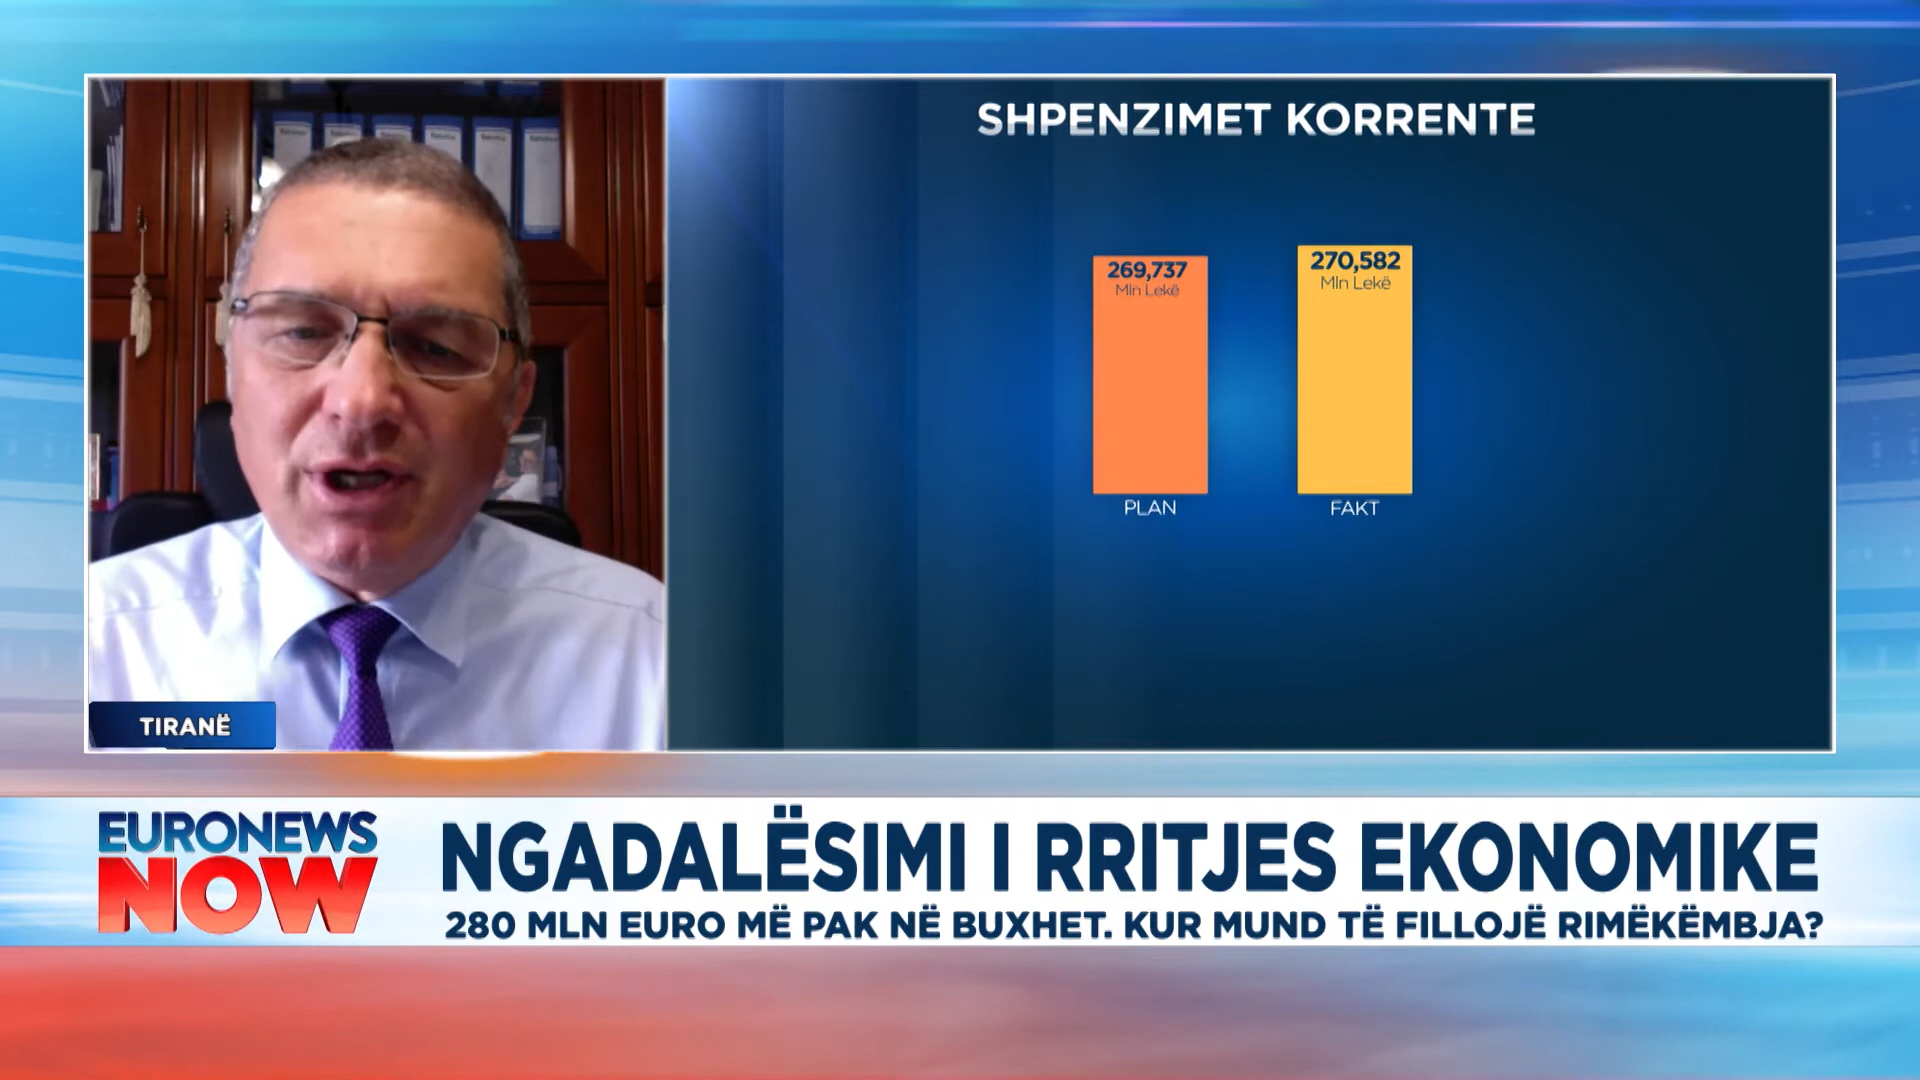 SHPENZIMET KORRENTE
269,737
Mln Lekë
270,582
Mln Lekë
PLAN
FAKT
TIRANË
EURONEWS
NOW
NGADALËSIMI I RRITJES EKONOMIKE
280 MLN EURO MË PAK NË BUXHET. KUR MUND TË FILLOJË RIMËKËMBJA?